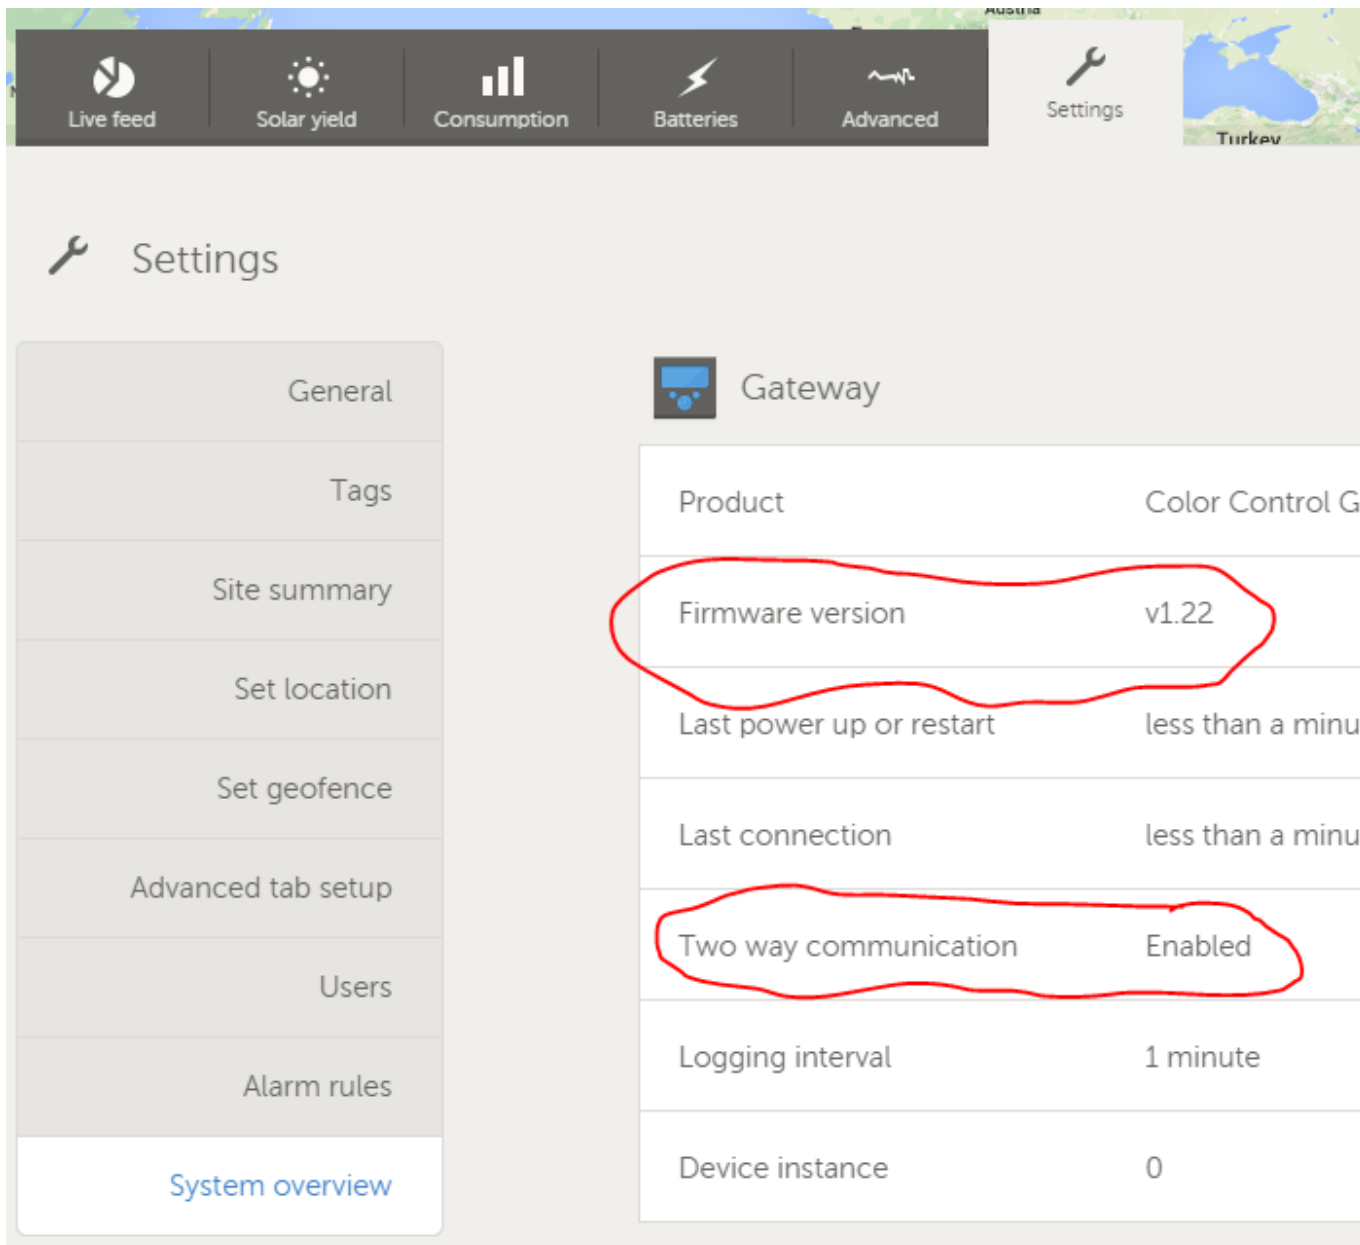 Austria
Live feed
Solar yield
Consumption
Batteries
Advanced
Settings
Turkey
Settings
General
Tags
Site summary
Set location
Set geofence
Advanced tab setup
Users
Alarm rules
System overview
Gateway
Product Color Control G
Firmware version v1.22
Last power up or restart less than a minu
Last connection less than a minu
Two way communication Enabled
Logging interval 1 minute
Device instance 0